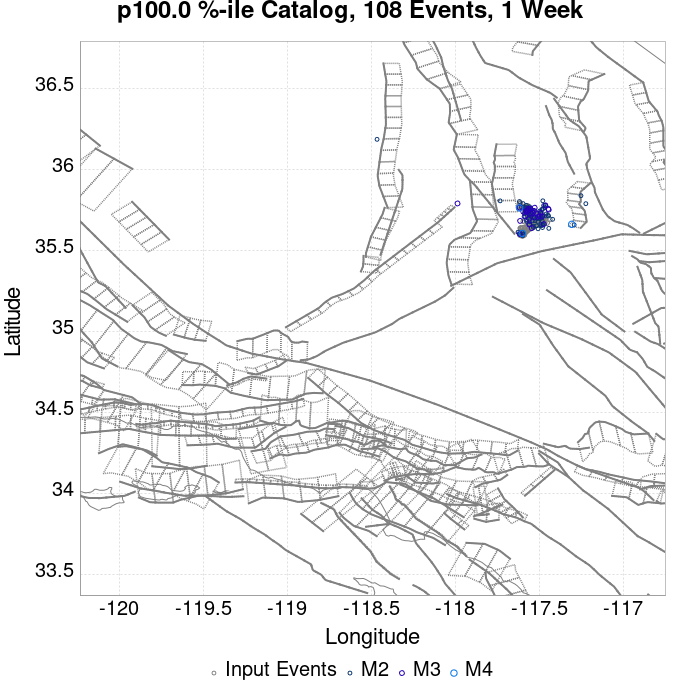 p100.0 %-ile Catalog, 108 Events, 1 Week
36.5
36
35.5
35
34.5
34
33.5
Latitude
-120 -119.5 -119 -118.5 -118 -117.5 -117
Longitude
Input Events M2 M3 M4